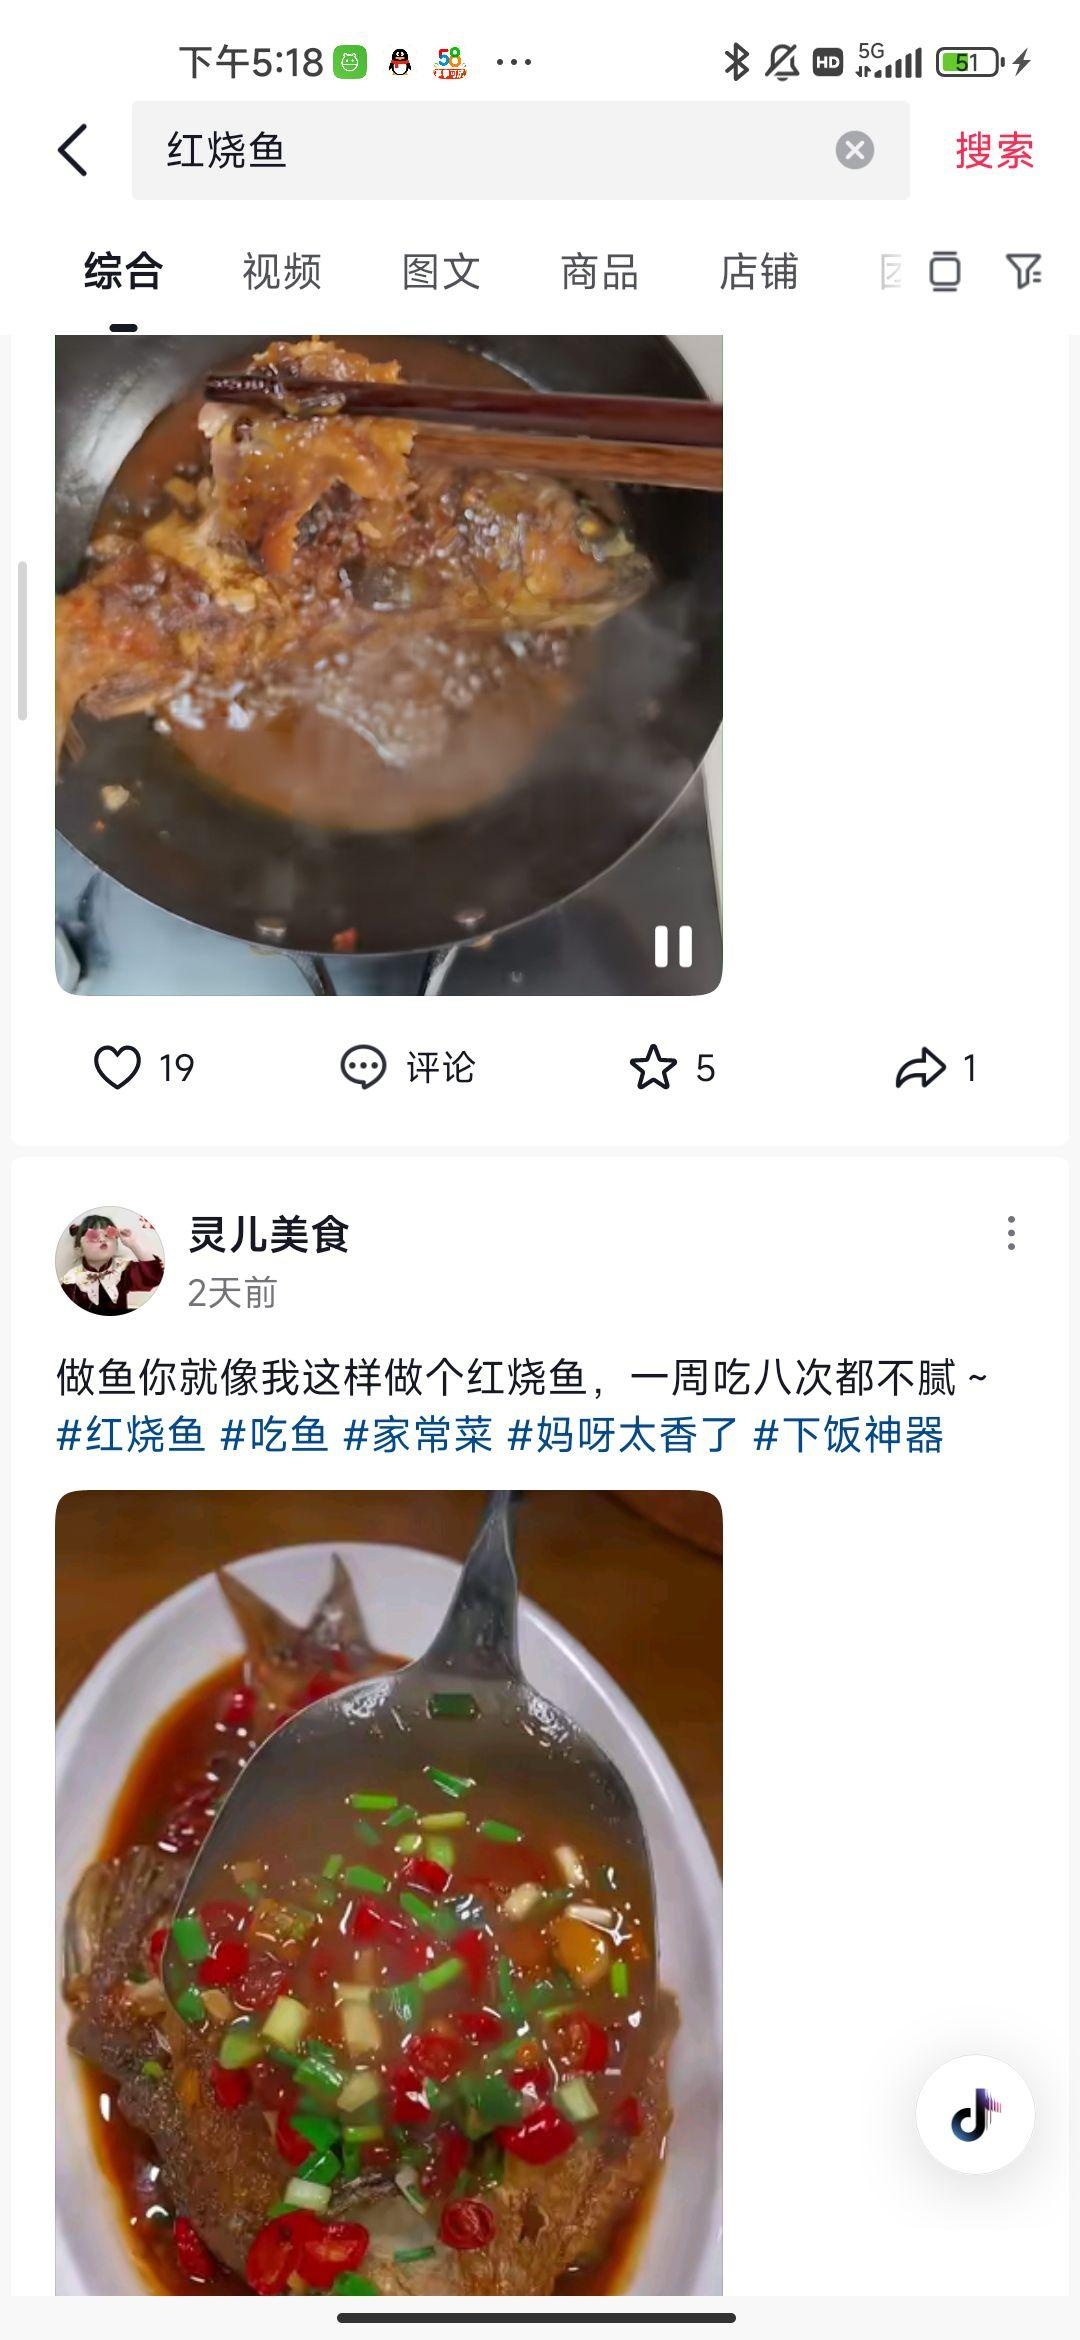 下午5:18 58 ··· HD 5G 51
红烧鱼 搜索
综合 视频 图文 商品 店铺
19 评论 5 1
灵儿美食
2天前
做鱼你就像我这样做个红烧鱼，一周吃八次都不腻~
#红烧鱼 #吃鱼 #家常菜 #妈呀太香了 #下饭神器